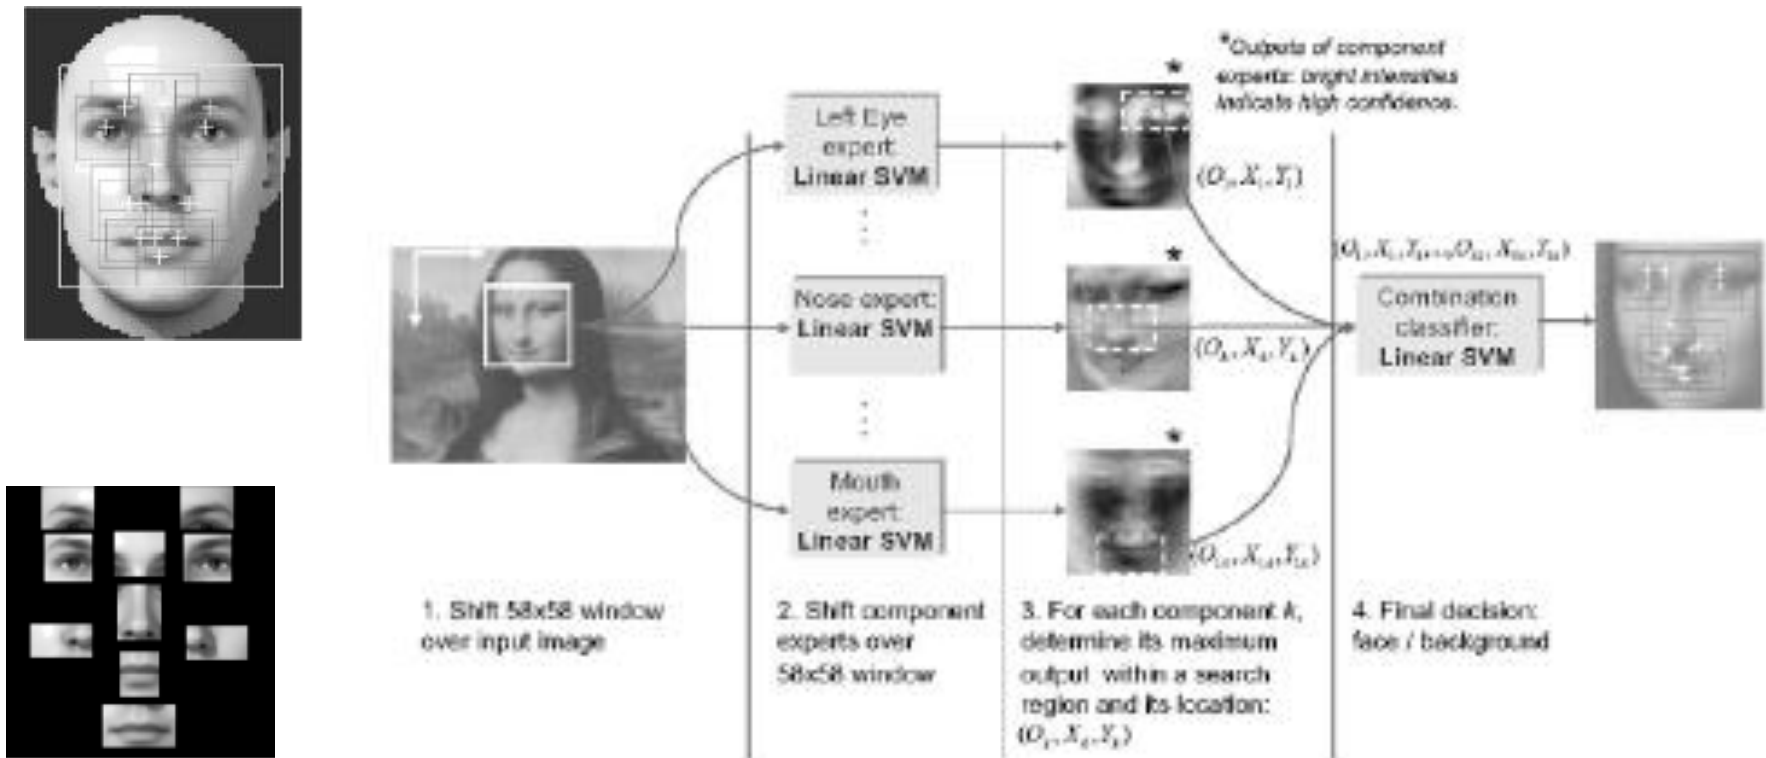 *Outputs of component
experts: bright intensities
indicate high confidence.
*
Left Eye
expert:
Linear SVM
*
Nose expert:
Linear SVM
Combination
classifier:
Linear SVM
*
Mouth
expert:
Linear SVM
1. Shift 58x58 window
over input image
2. Shift component
experts over
58x58 window
3. For each component k,
determine its maximum
output within a search
region and its location:
4. Final decision:
face / background